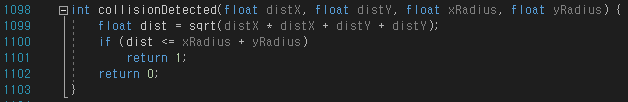 1098 int collisionDetected(float distX, float distY, float xRadius, float yRadius) {
1099 float dist = sqrt(distX * distX + distY + distY);
1100 if (dist <= xRadius + yRadius)
1101 return 1;
1102 return 0;
1103 }